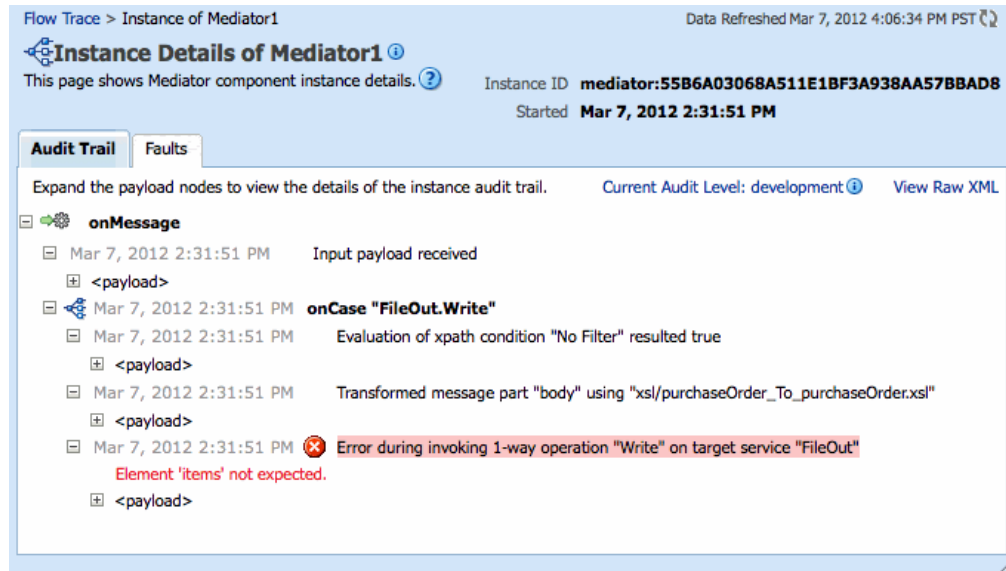 Flow Trace > Instance of Mediator1
Data Refreshed Mar 7, 2012 4:06:34 PM PST
Instance Details of Mediator1
This page shows Mediator component instance details.
Instance ID mediator:55B6A03068A511E1BF3A938AA57BBAD8
Started Mar 7, 2012 2:31:51 PM
Audit Trail Faults
Expand the payload nodes to view the details of the instance audit trail. Current Audit Level: development View Raw XML
onMessage
Mar 7, 2012 2:31:51 PM Input payload received
<payload>
Mar 7, 2012 2:31:51 PM onCase "FileOut.Write"
Mar 7, 2012 2:31:51 PM Evaluation of xpath condition "No Filter" resulted true
<payload>
Mar 7, 2012 2:31:51 PM Transformed message part "body" using "xsl/purchaseOrder_To_purchaseOrder.xsl"
<payload>
Mar 7, 2012 2:31:51 PM Error during invoking 1-way operation "Write" on target service "FileOut"
Element 'items' not expected.
<payload>